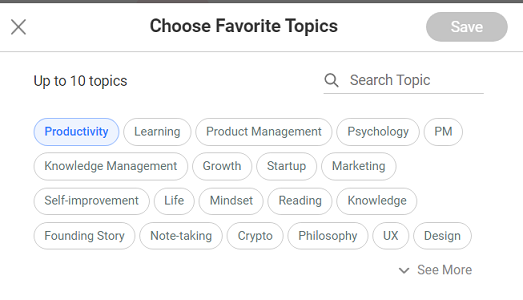 Choose Favorite Topics Save
Up to 10 topics Search Topic
Productivity Learning Product Management Psychology PM
Knowledge Management Growth Startup Marketing
Self-improvement Life Mindset Reading Knowledge
Founding Story Note-taking Crypto Philosophy UX Design
See More